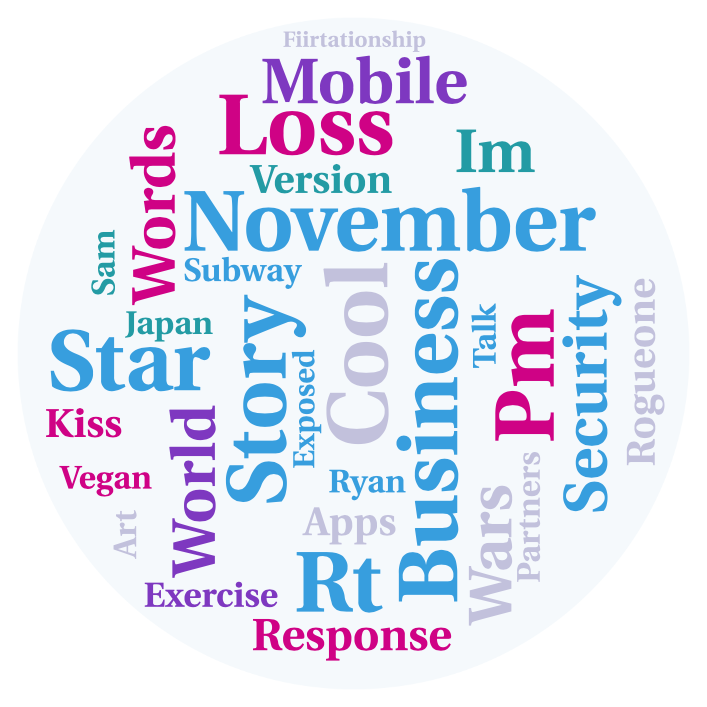 Fiirtationship
Mobile
Loss
Im
Words
Version
November
Sam
Subway
Cool
Business
Japan
Star
Story
Exposed
Talk
Pm
Security
Rogueone
Kiss
World
Vegan
Ryan
Wars
Partners
Art
Apps
Rt
Exercise
Response